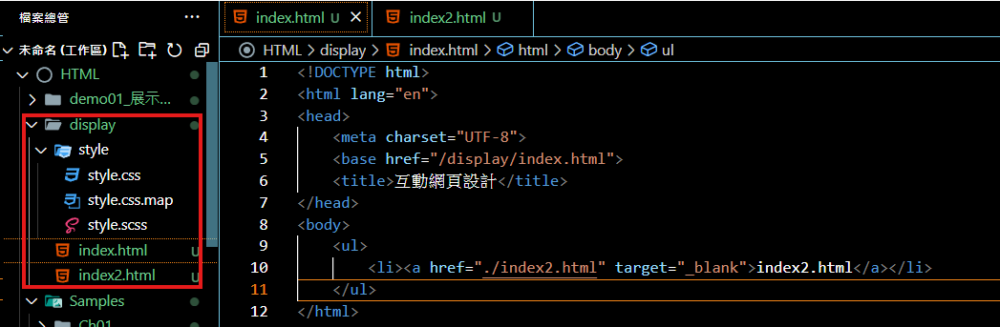 檔案總管 ···
index.html U
index2.html U
未命名 (工作區)
HTML > display > index.html > html > body > ul
HTML
demo01_展示...
display
style
style.css
style.css.map
style.scss
index.html U
index2.html U
Samples
Ch01
1 <!DOCTYPE html>
2 <html lang="en">
3 <head>
4 <meta charset="UTF-8">
5 <base href="/display/index.html">
6 <title>互動網頁設計</title>
7 </head>
8 <body>
9 <ul>
10 <li><a href="./index2.html" target="_blank">index2.html</a></li>
11 </ul>
12 </html>